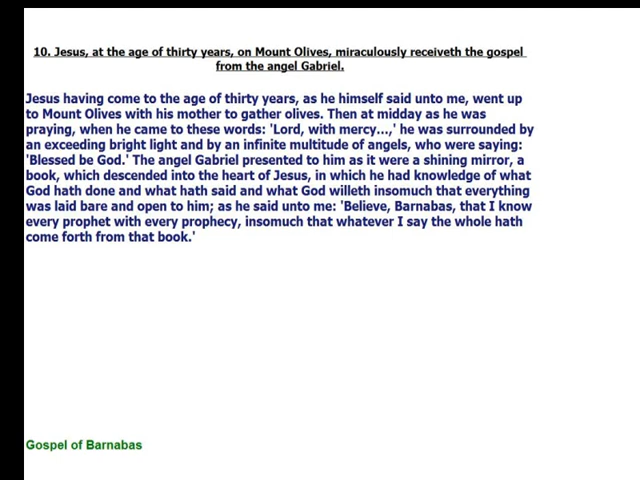 10. Jesus, at the age of thirty years, on Mount Olives, miraculously receiveth the gospel
from the angel Gabriel.
Jesus having come to the age of thirty years, as he himself said unto me, went up
to Mount Olives with his mother to gather olives. Then at midday as he was
praying, when he came to these words: 'Lord, with mercy...,' he was surrounded by
an exceeding bright light and by an infinite multitude of angels, who were saying:
'Blessed be God.' The angel Gabriel presented to him as it were a shining mirror, a
book, which descended into the heart of Jesus, in which he had knowledge of what
God hath done and what hath said and what God willeth insomuch that everything
was laid bare and open to him; as he said unto me: 'Believe, Barnabas, that I know
every prophet with every prophecy, insomuch that whatever I say the whole hath
come forth from that book.'
Gospel of Barnabas